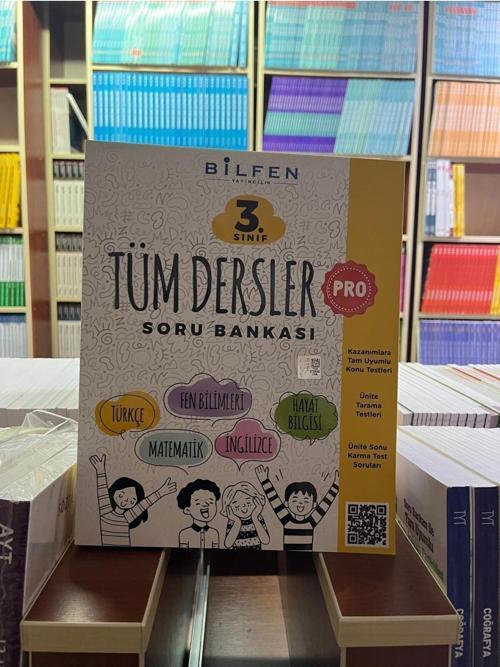 BİLFEN
YAYINCILIK
3.
SINIF
TÜM DERSLER
PRO
SORU BANKASI
Kazanımlara
Tam Uyumlu
Konu Testleri
Ünite
Tarama
Testleri
Ünite Sonu
Karma Test
Soruları
TÜRKÇE
FEN BİLİMLERİ
HAYAT
BİLGİSİ
MATEMATİK
İNGİLİZCE
AYT
TYT
COĞRAFYA
TYT
COĞRAFYA